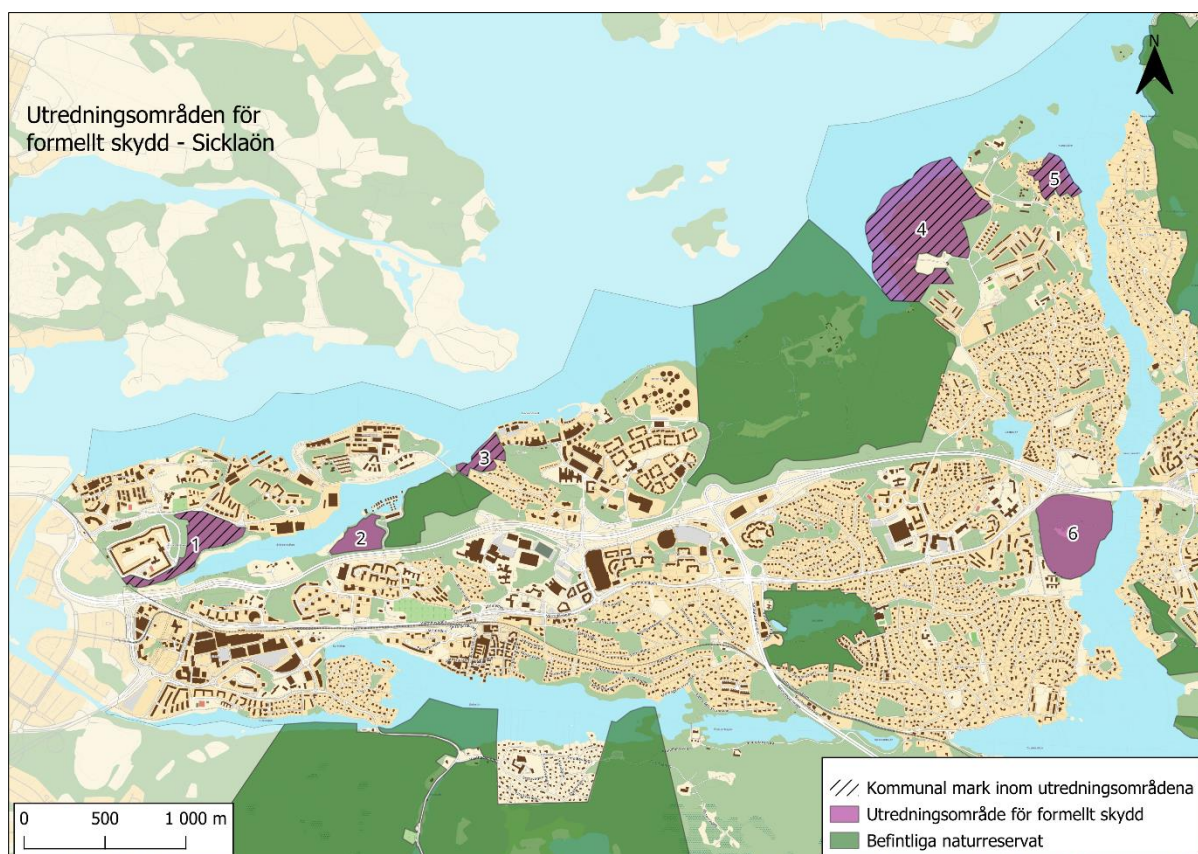 Utredningsområden för
formellt skydd - Sicklaön
N
5
4
3
1
2
6
0 500 1 000 m
Kommunal mark inom utredningsområdena
Utredningsområde för formellt skydd
Befintliga naturreservat